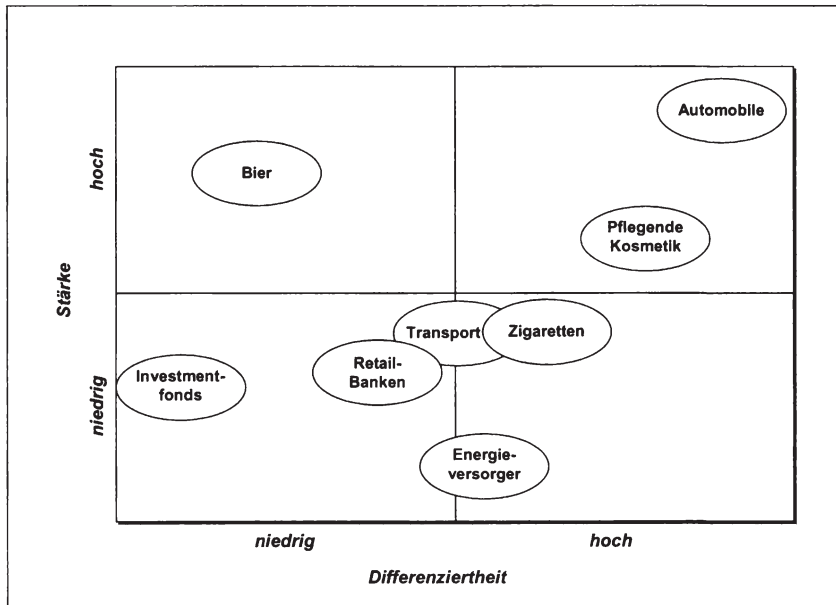 Automobile
hoch
Bier
Pflegende
Kosmetik
Stärke
Transport
Zigaretten
Retail-
Banken
Investment-
fonds
niedrig
Energie-
versorger
niedrig
hoch
Differenziertheit